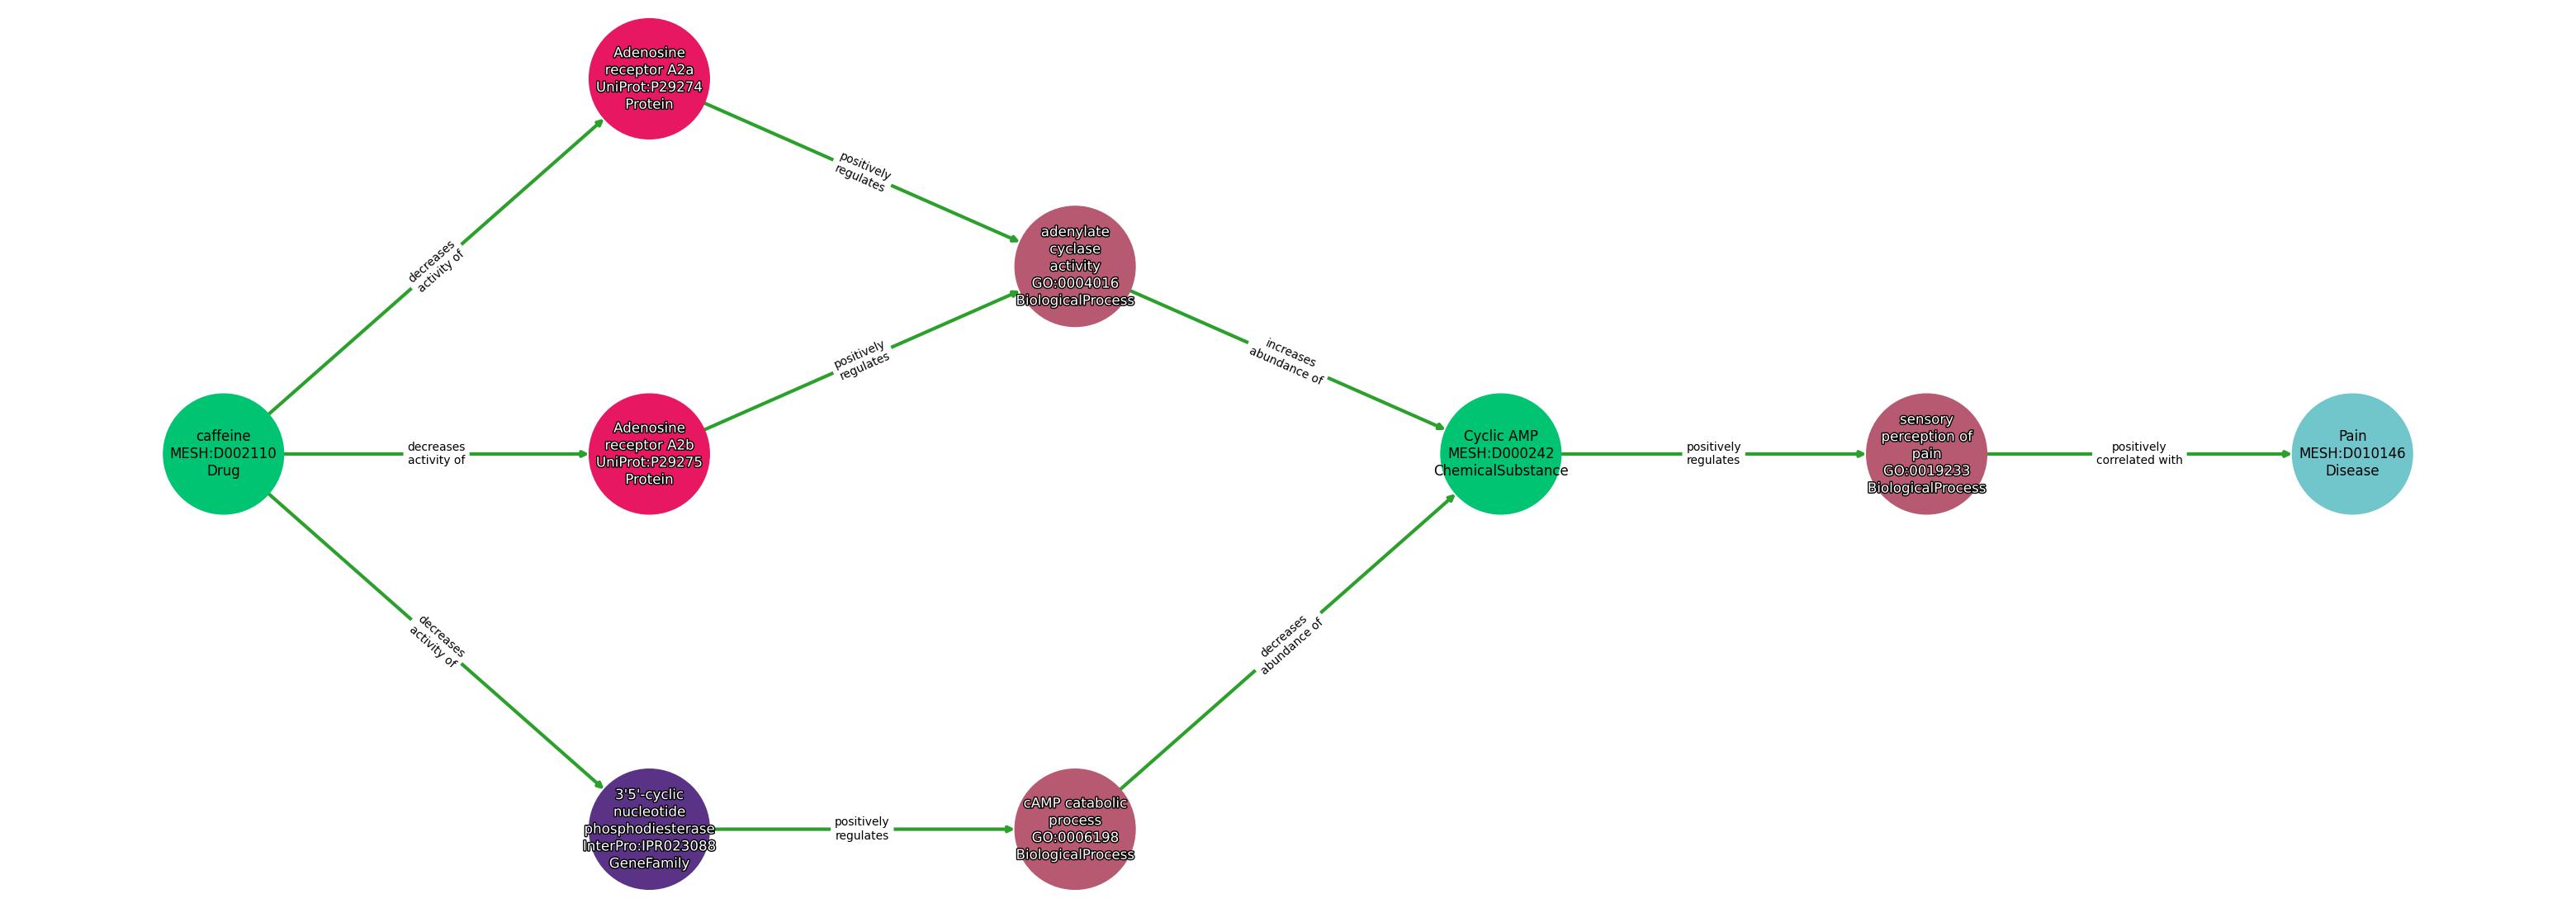 Adenosine
receptor A2a
UniProt:P29274
Protein
positively
regulates
decreases
activity of
adenylate
cyclase
activity
GO:0004016
BiologicalProcess
positively
regulates
increases
abundance of
caffeine
MESH:D002110
Drug
decreases
activity of
Adenosine
receptor A2b
UniProt:P29275
Protein
Cyclic AMP
MESH:D000242
ChemicalSubstance
positively
regulates
sensory
perception of
pain
GO:0019233
BiologicalProcess
positively
correlated with
Pain
MESH:D010146
Disease
decreases
activity of
decreases
abundance of
3'5'-cyclic
nucleotide
phosphodiesterase
InterPro:IPR023088
GeneFamily
positively
regulates
cAMP catabolic
process
GO:0006198
BiologicalProcess